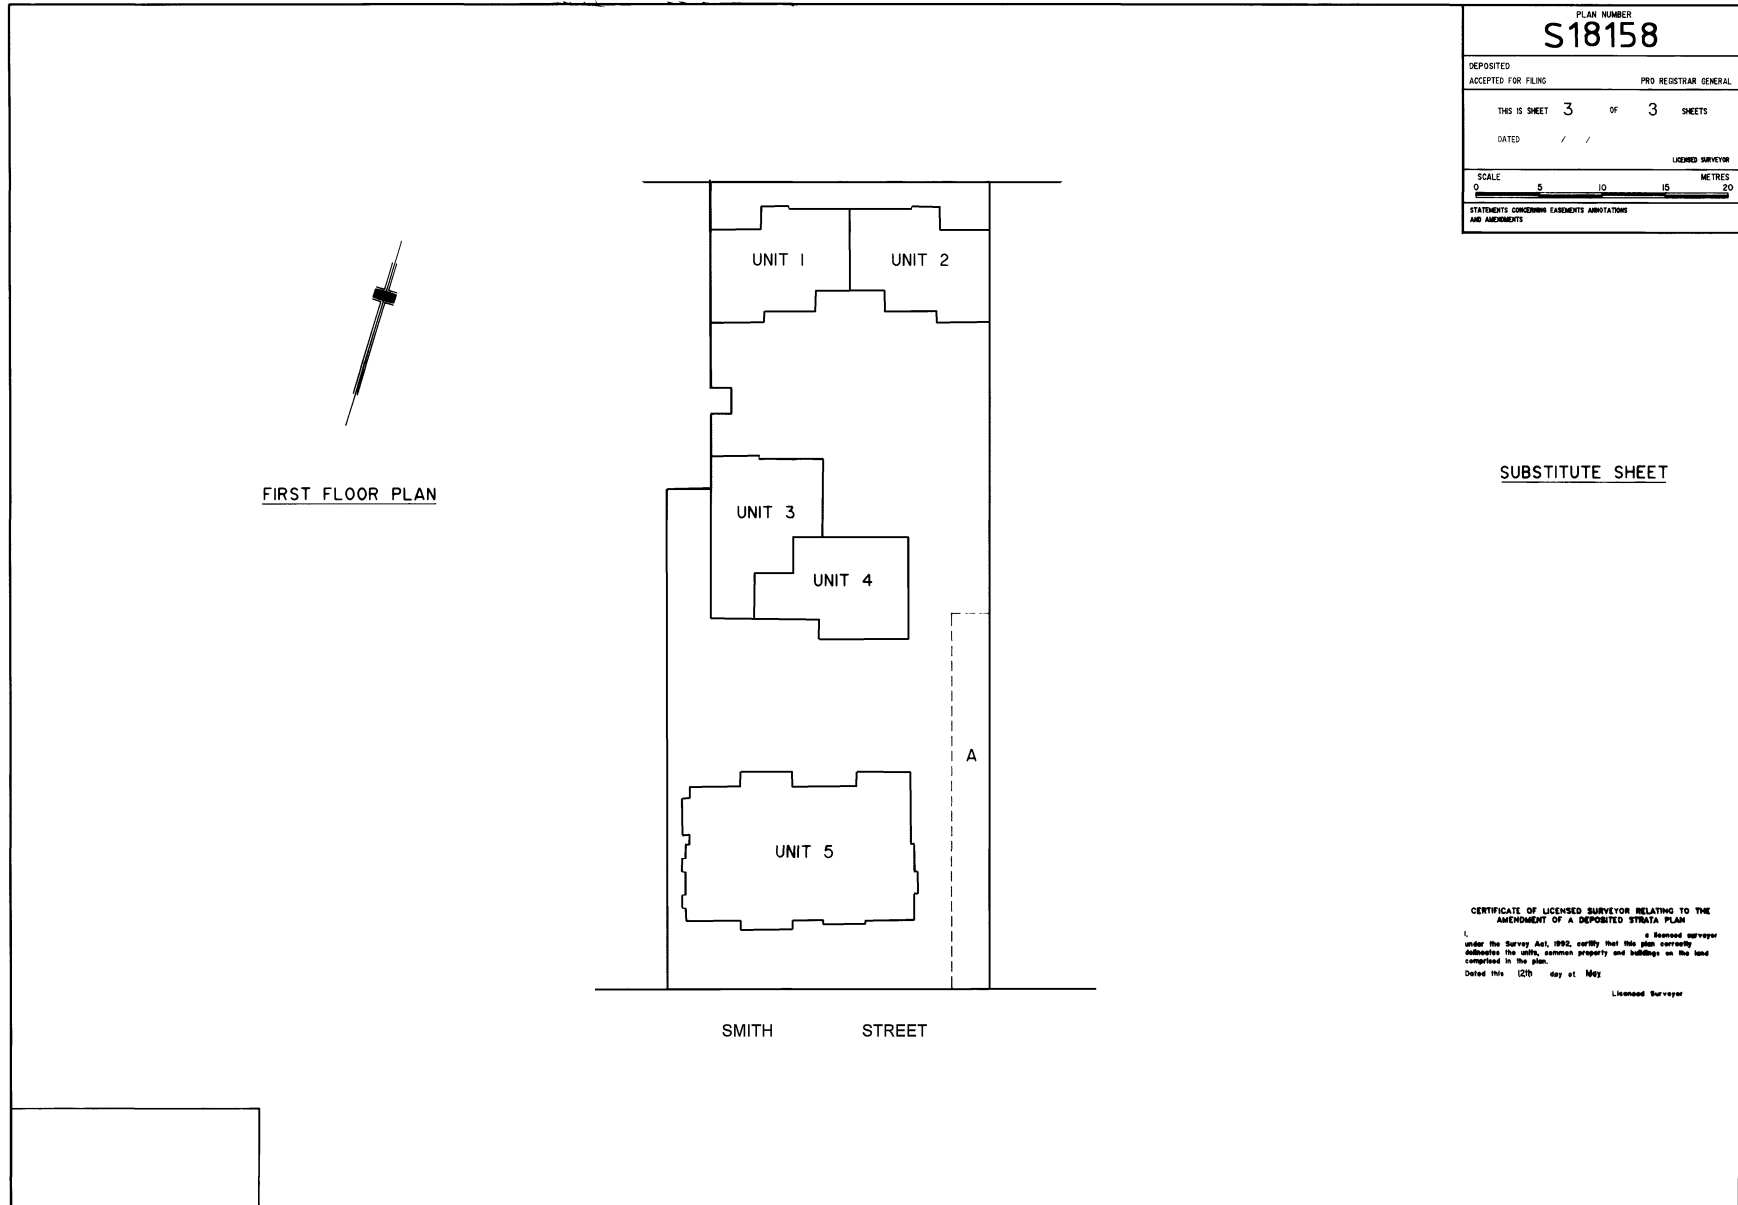 PLAN NUMBER
S18158
DEPOSITED
ACCEPTED FOR FILING PRO REGISTRAR GENERAL
THIS IS SHEET 3 OF 3 SHEETS
DATED / /
LICENSED SURVEYOR
SCALE METRES
0 5 10 15 20
STATEMENTS CONCERNING EASEMENTS ANNOTATIONS
AND AMENDMENTS
UNIT 1 UNIT 2
FIRST FLOOR PLAN
SUBSTITUTE SHEET
UNIT 3
UNIT 4
A
UNIT 5
CERTIFICATE OF LICENSED SURVEYOR RELATING TO THE
AMENDMENT OF A DEPOSITED STRATA PLAN
I, a licensed surveyor
under the Survey Act, 1992, certify that this plan correctly
delineates the units, common property and buildings on the land
comprised in the plan.
Dated this 12th day of May
Licensed Surveyor
SMITH STREET